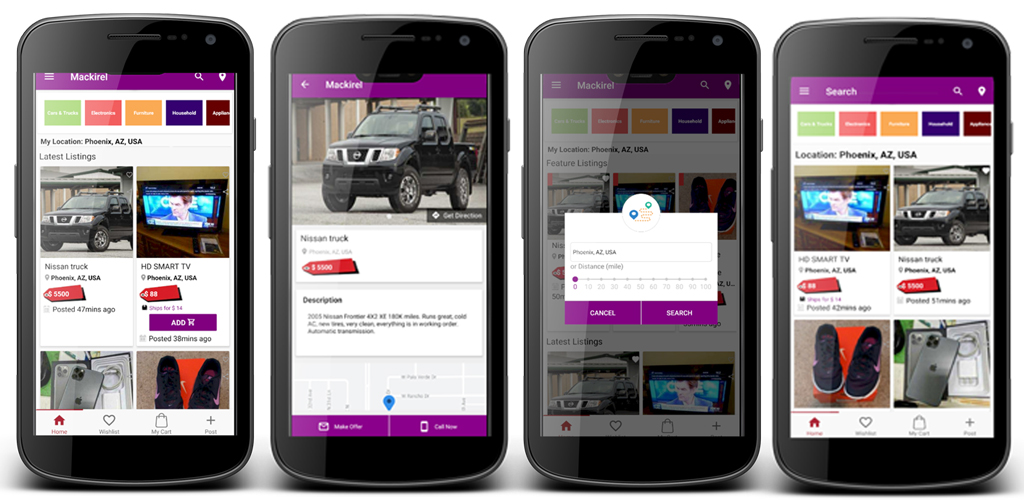 Mackirel
Cars & Trucks
Electronics
Furniture
Household
My Location: Phoenix, AZ, USA
Latest Listings
Nissan truck
Phoenix, AZ, USA
$ 5500
Posted 47mins ago
HD SMART TV
Phoenix, AZ, USA
$ 88
Ships for $ 14
ADD
Posted 38mins ago
Home
Wishlist
My Cart
Post
Mackirel
Get Direction
Nissan truck
Phoenix, AZ, USA
$ 5500
Description
2005 Nissan Frontier 4X2 XE 180K miles. Runs great, cold
AC, new tires, very clean, everything is in working order.
Automatic transmission.
Make Offer
Call Now
Mackirel
Cars & Trucks
Electronics
Furniture
Household
My Location: Phoenix, AZ, USA
Feature Listings
Phoenix, AZ, USA
or Distance (mile)
0 10 20 30 40 50 60 70 80 90 100
CANCEL
SEARCH
Latest Listings
Search
Cars & Trucks
Electronics
Furniture
Household
Location: Phoenix, AZ, USA
HD SMART TV
Phoenix, AZ, USA
$ 88
Ships for $ 14
Posted 42mins ago
Nissan truck
Phoenix, AZ, USA
$ 5500
Posted 51mins ago
Home
Wishlist
My Cart
Post